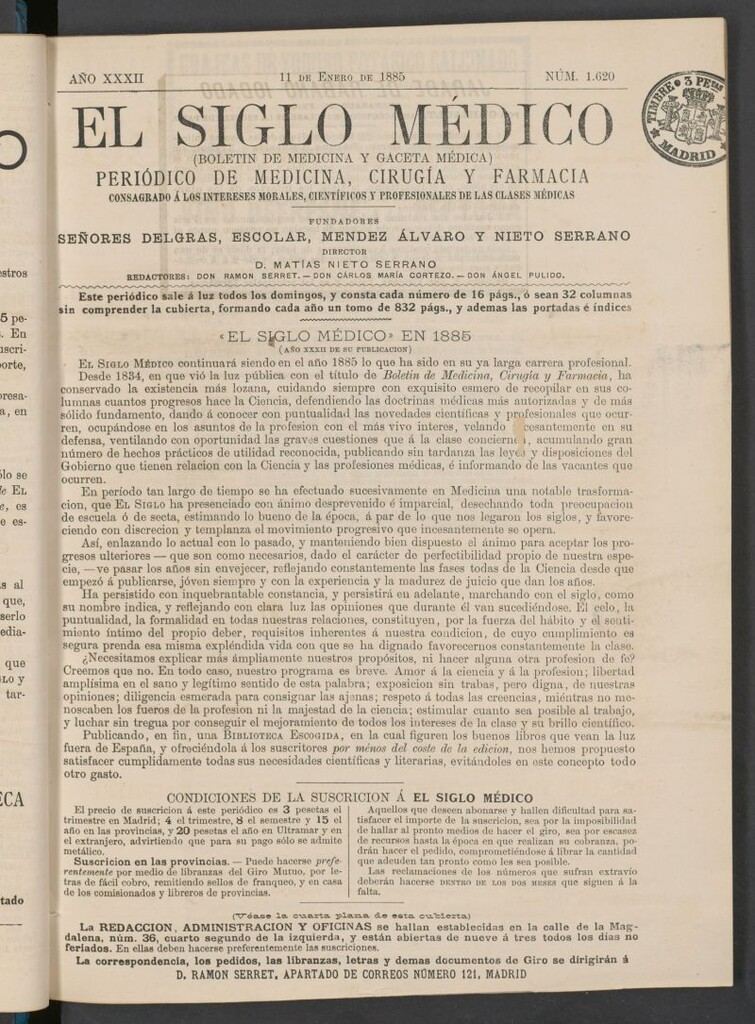 AÑO XXXII 11 DE ENERO DE 1885 NÚM. 1.620
TIMBRE 3 PETAS
MADRID
EL SIGLO MÉDICO
(BOLETIN DE MEDICINA Y GACETA MÉDICA)
PERIÓDICO DE MEDICINA, CIRUGÍA Y FARMACIA
CONSAGRADO Á LOS INTERESES MORALES, CIENTÍFICOS Y PROFESIONALES DE LAS CLASES MÉDICAS
FUNDADORES
SEÑORES DELGRAS, ESCOLAR, MENDEZ ÁLVARO Y NIETO SERRANO
DIRECTOR
D. MATÍAS NIETO SERRANO
REDACTORES: DON RAMON SERRET. — DON CÁRLOS MARÍA CORTEZO. — DON ÁNGEL PULIDO.
Este periódico sale á luz todos los domingos, y consta cada número de 16 págs., ó sean 32 columnas
sin comprender la cubierta, formando cada año un tomo de 832 págs., y ademas las portadas é índices
«EL SIGLO MÉDICO» EN 1885
(AÑO XXXII DE SU PUBLICACION)
EL SIGLO MÉDICO continuará siendo en el año 1885 lo que ha sido en su ya larga carrera profesional.
Desde 1834, en que vió la luz pública con el título de Boletin de Medicina, Cirugía y Farmacia, ha
conservado la existencia más lozana, cuidando siempre con exquisito esmero de recopilar en sus co-
lumnas cuantos progresos hace la Ciencia, defendiendo las doctrinas médicas más autorizadas y de más
sólido fundamento, dando á conocer con puntualidad las novedades científicas y profesionales que ocur-
ren, ocupándose en los asuntos de la profesion con el más vivo interes, velando cesantemente en su
defensa, ventilando con oportunidad las graves cuestiones que á la clase concierne, acumulando gran
número de hechos prácticos de utilidad reconocida, publicando sin tardanza las leyes y disposiciones del
Gobierno que tienen relacion con la Ciencia y las profesiones médicas, é informando de las vacantes que
ocurren.
En período tan largo de tiempo se ha efectuado sucesivamente en Medicina una notable trasforma-
cion, que EL SIGLO ha presenciado con ánimo desprevenido é imparcial, desechando toda preocupacion
de escuela ó de secta, estimando lo bueno de la época, á par de lo que nos legaron los siglos, y favore-
ciendo con discrecion y templanza el movimiento progresivo que incesantemente se opera.
Así, enlazando lo actual con lo pasado, y manteniendo bien dispuesto el ánimo para aceptar los pro-
gresos ulteriores — que son como necesarios, dado el carácter de perfectibilidad propio de nuestra espe-
cie, — ve pasar los años sin envejecer, reflejando constantemente las fases todas de la Ciencia desde que
empezó á publicarse, jóven siempre y con la experiencia y la madurez de juicio que dan los años.
Ha persistido con inquebrantable constancia, y persistirá en adelante, marchando con el siglo, como
su nombre indica, y reflejando con clara luz las opiniones que durante él van sucediéndose. El celo, la
puntualidad, la formalidad en todas nuestras relaciones, constituyen, por la fuerza del hábito y el senti-
miento íntimo del propio deber, requisitos inherentes á nuestra condicion, de cuyo cumplimiento es
segura prenda esa misma expléndida vida con que se ha dignado favorecernos constantemente la clase.
¿Necesitamos explicar más ámpliamente nuestros propósitos, ni hacer alguna otra profesion de fe?
Creemos que no. En todo caso, nuestro programa es breve. Amor á la ciencia y á la profesion; libertad
amplísima en el sano y legítimo sentido de esta palabra; exposicion sin trabas, pero digna, de nuestras
opiniones; diligencia esmerada para consignar las ajenas; respeto á todas las creencias, miéntras no me-
noscaben los fueros de la profesion ni la majestad de la ciencia; estimular cuanto sea posible al trabajo,
y luchar sin tregua por conseguir el mejoramiento de todos los intereses de la clase y su brillo científico.
Publicando, en fin, una BIBLIOTECA ESCOGIDA, en la cual figuren los buenos libros que vean la luz
fuera de España, y ofreciéndola á los suscritores por ménos del coste de la edicion, nos hemos propuesto
satisfacer cumplidamente todas sus necesidades científicas y literarias, evitándoles en este concepto todo
otro gasto.
CONDICIONES DE LA SUSCRICION Á EL SIGLO MÉDICO
El precio de suscricion á este periódico es 3 pesetas el
trimestre en Madrid; 4 el trimestre, 8 el semestre y 15 el
año en las provincias, y 20 pesetas el año en Ultramar y en
el extranjero, advirtiendo que para su pago sólo se admite
metálico.
Suscricion en las provincias. — Puede hacerse prefe-
rentemente por medio de libranzas del Giro Mutuo, por le-
tras de fácil cobro, remitiendo sellos de franqueo, y en casa
de los comisionados y libreros de provincias.
Aquellos que deseen abonarse y hallen dificultad para sa-
tisfacer el importe de la suscricion, sea por la imposibilidad
de hallar al pronto medios de hacer el giro, sea por escasez
de recursos hasta la época en que realizan su cobranza, po-
drán hacer el pedido, comprometiéndose á librar la cantidad
que adeuden tan pronto como les sea posible.
Las reclamaciones de los números que sufran extravío
deberán hacerse DENTRO DE LOS DOS MESES que siguen á la
falta.
(Véase la cuarta plana de esta cubierta)
La REDACCION, ADMINISTRACION Y OFICINAS se hallan establecidas en la calle de la Mag-
dalena, núm. 36, cuarto segundo de la izquierda, y están abiertas de nueve á tres todos los dias no
feriados. En ellas deben hacerse preferentemente las suscriciones.
La correspondencia, los pedidos, las libranzas, letras y demas documentos de Giro se dirigirán á
D. RAMON SERRET, APARTADO DE CORREOS NÚMERO 121, MADRID